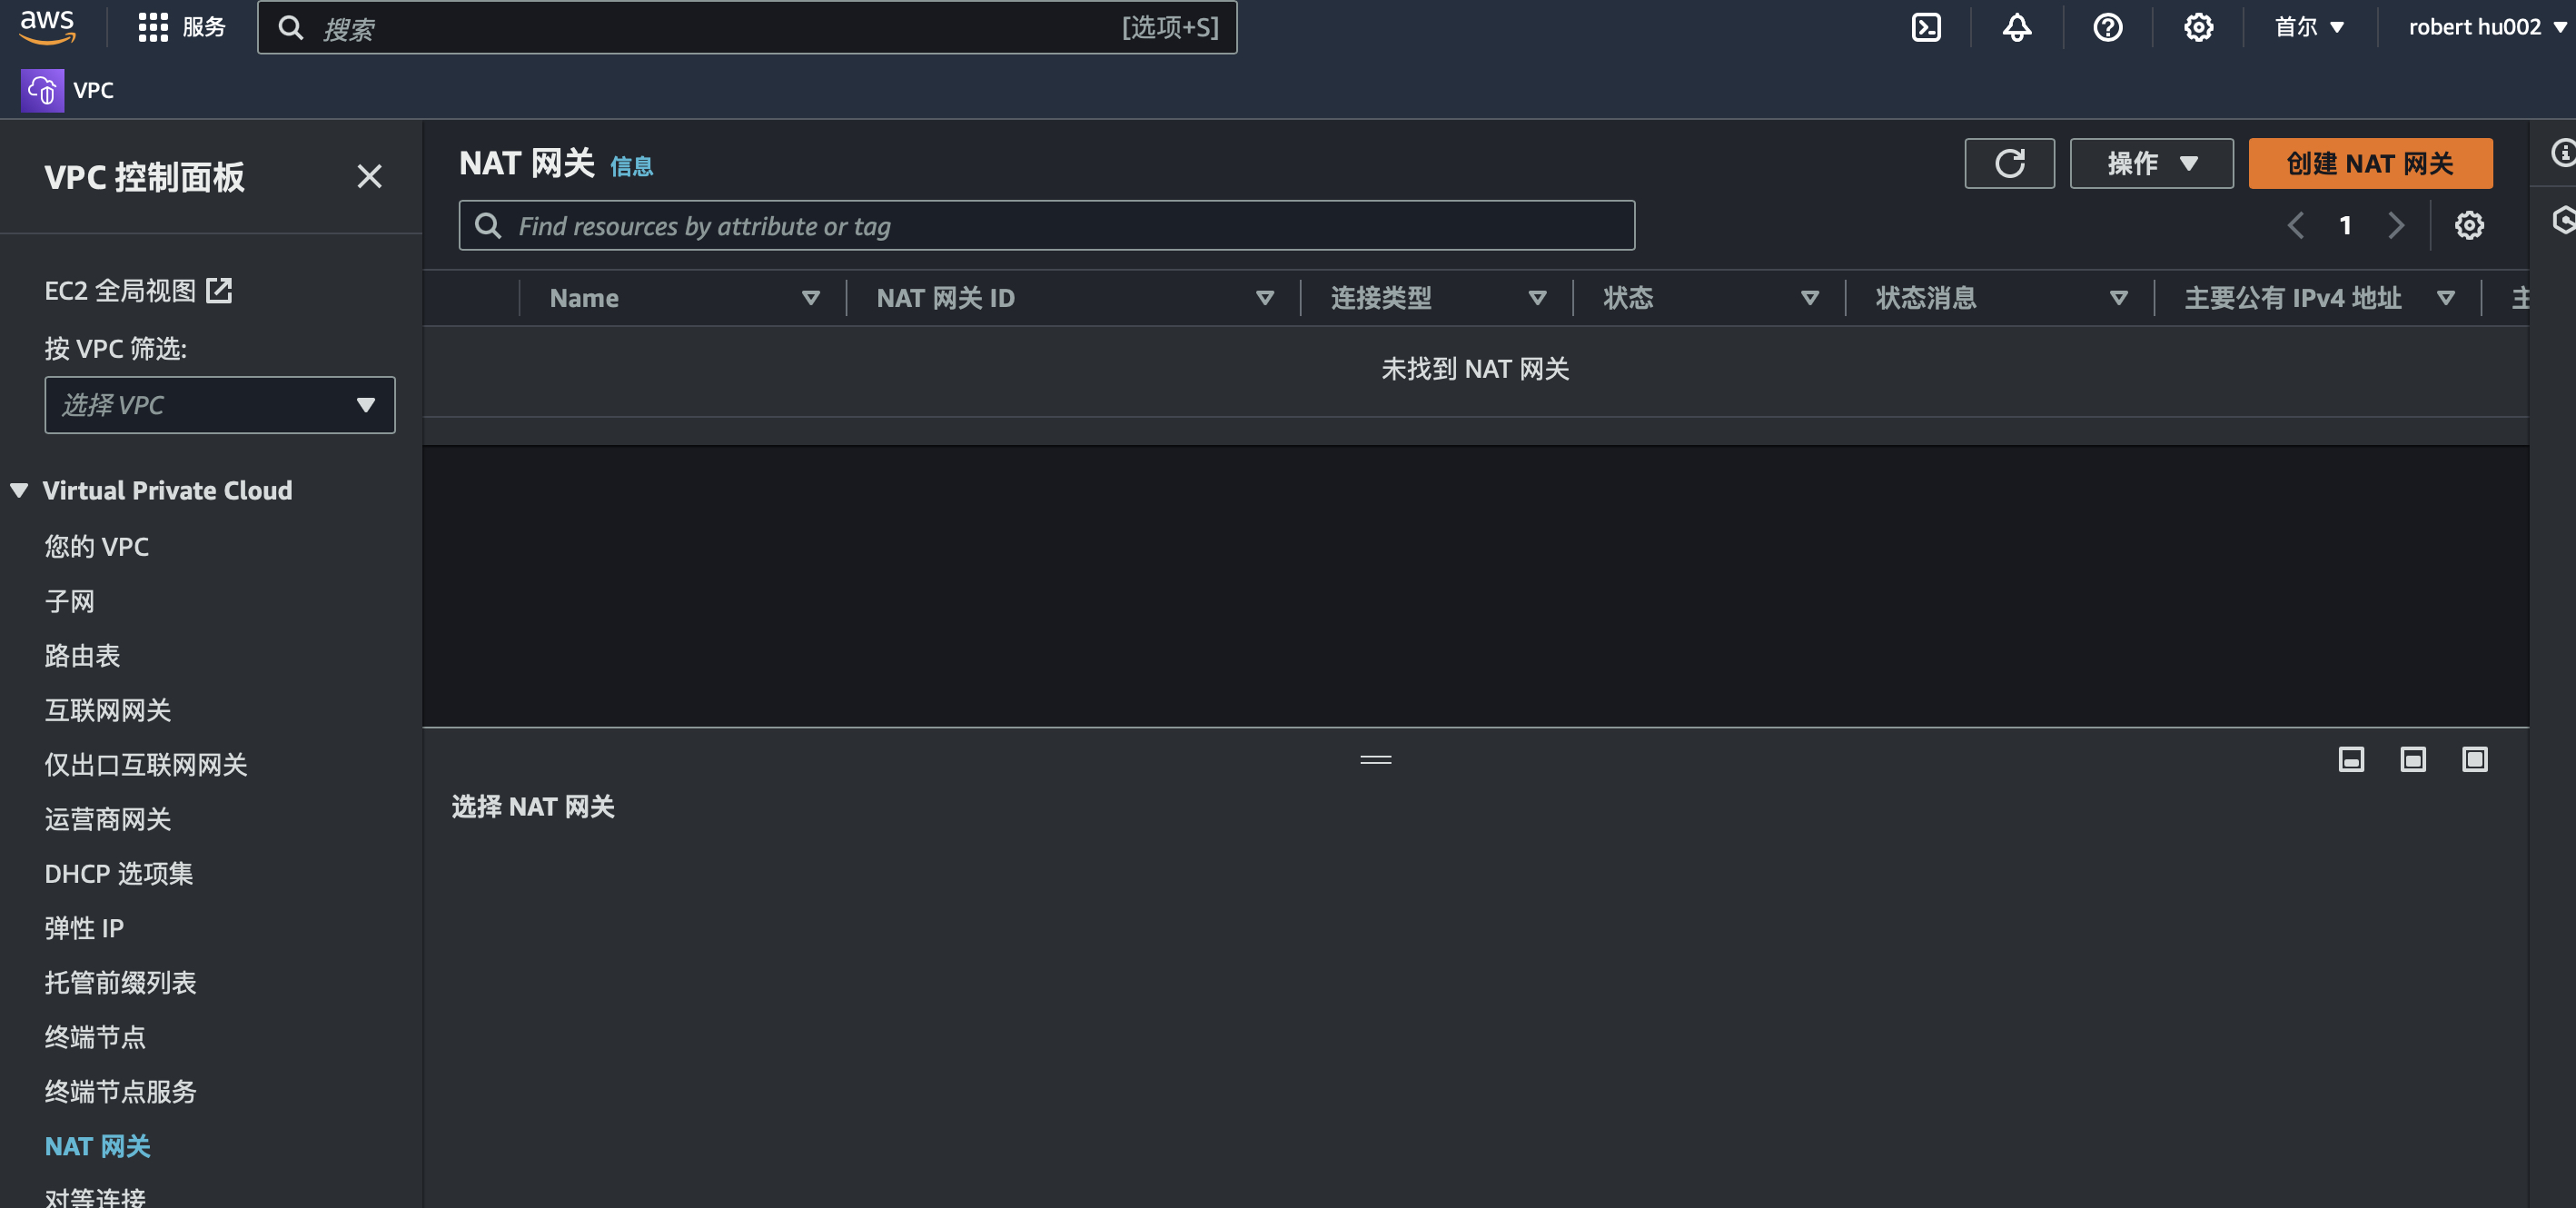 aws
服务
搜索
[选项+S]
首尔
robert hu002
VPC
VPC 控制面板
EC2 全局视图
按 VPC 筛选:
选择 VPC
Virtual Private Cloud
您的 VPC
子网
路由表
互联网网关
仅出口互联网网关
运营商网关
DHCP 选项集
弹性 IP
托管前缀列表
终端节点
终端节点服务
NAT 网关
对等连接
NAT 网关 信息
操作
创建 NAT 网关
Find resources by attribute or tag
1
Name
NAT 网关 ID
连接类型
状态
状态消息
主要公有 IPv4 地址
主
未找到 NAT 网关
选择 NAT 网关